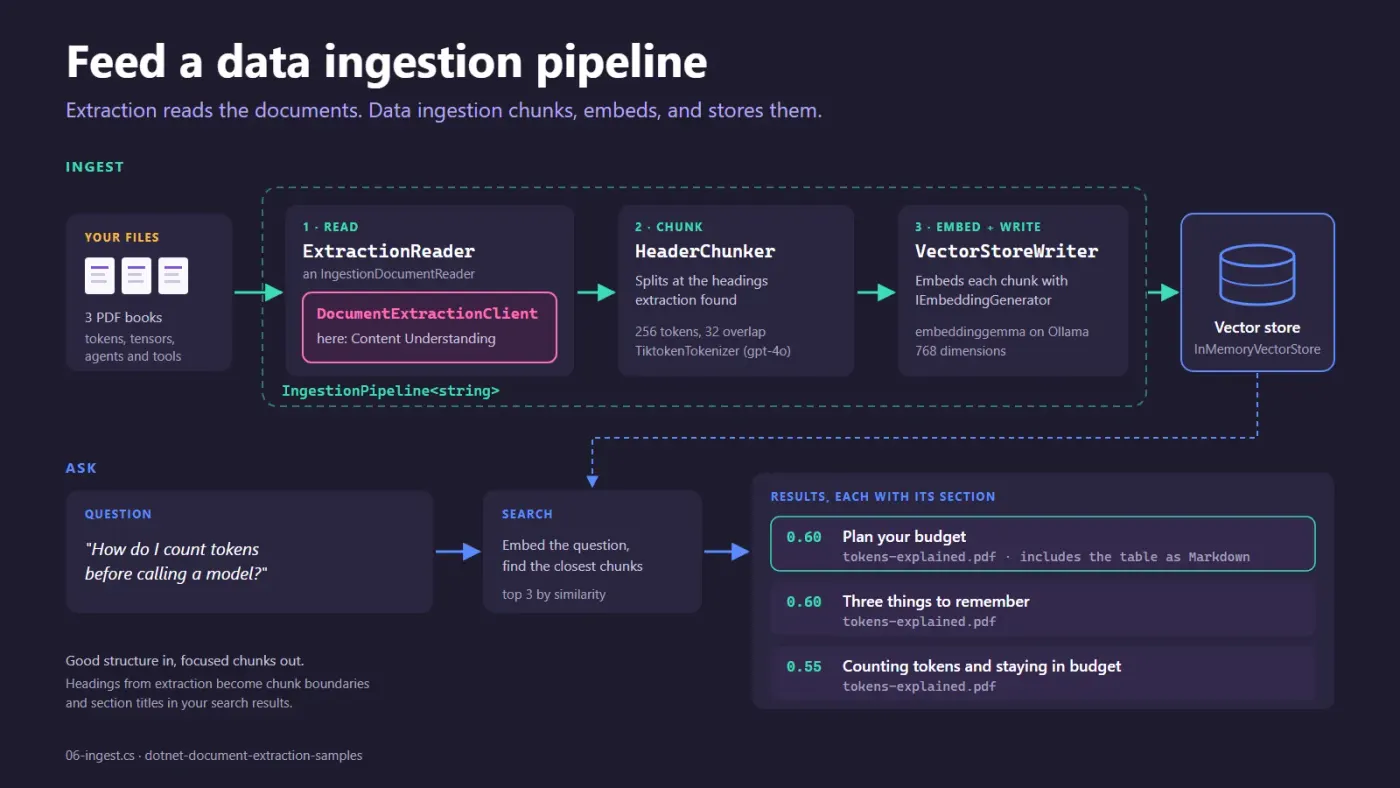 Feed a data ingestion pipeline
Extraction reads the documents. Data ingestion chunks, embeds, and stores them.
INGEST
YOUR FILES
3 PDF books
tokens, tensors,
agents and tools
1 · READ
ExtractionReader
an IngestionDocumentReader
DocumentExtractionClient
here: Content Understanding
2 · CHUNK
HeaderChunker
Splits at the headings
extraction found
256 tokens, 32 overlap
TiktokenTokenizer (gpt-4o)
3 · EMBED + WRITE
VectorStoreWriter
Embeds each chunk with
IEmbeddingGenerator
embeddinggemma on Ollama
768 dimensions
IngestionPipeline<string>
Vector store
InMemoryVectorStore
ASK
QUESTION
"How do I count tokens
before calling a model?"
SEARCH
Embed the question,
find the closest chunks
top 3 by similarity
RESULTS, EACH WITH ITS SECTION
0.60 Plan your budget
tokens-explained.pdf · includes the table as Markdown
0.60 Three things to remember
tokens-explained.pdf
0.55 Counting tokens and staying in budget
tokens-explained.pdf
Good structure in, focused chunks out.
Headings from extraction become chunk boundaries
and section titles in your search results.
06-ingest.cs · dotnet-document-extraction-samples